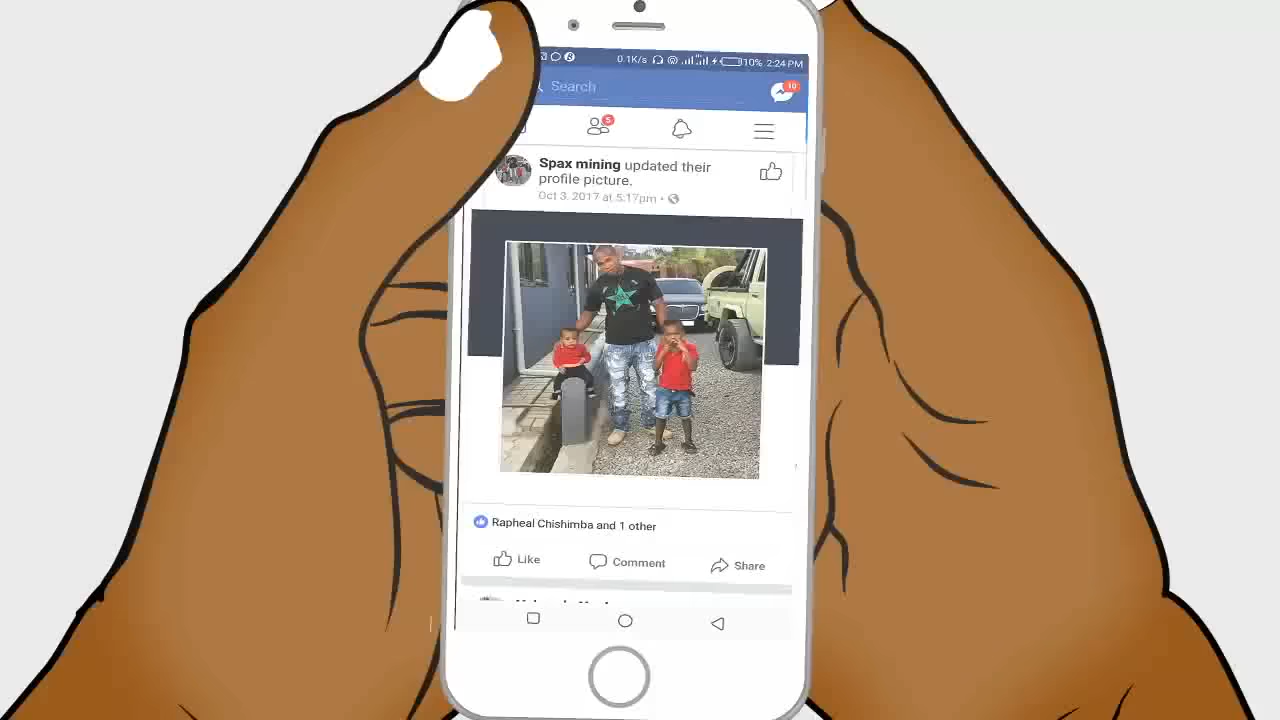 0.1K/s 10% 2:24 PM
Search
10
5
Spax mining updated their
profile picture.
Oct 3, 2017 at 5:17pm •
Rapheal Chishimba and 1 other
Like Comment Share